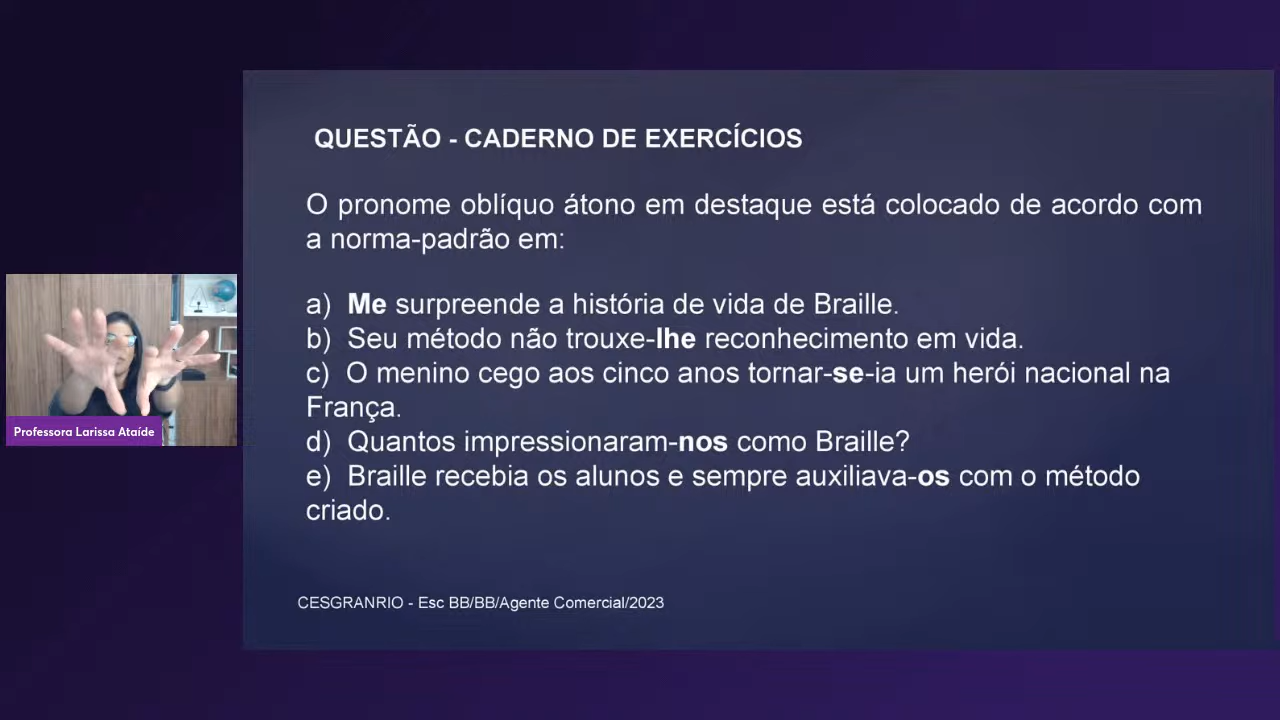 QUESTÃO - CADERNO DE EXERCÍCIOS
O pronome oblíquo átono em destaque está colocado de acordo com
a norma-padrão em:
a) Me surpreende a história de vida de Braille.
b) Seu método não trouxe-lhe reconhecimento em vida.
c) O menino cego aos cinco anos tornar-se-ia um herói nacional na
França.
d) Quantos impressionaram-nos como Braille?
e) Braille recebia os alunos e sempre auxiliava-os com o método
criado.
CESGRANRIO - Esc BB/BB/Agente Comercial/2023
Professora Larissa Ataíde